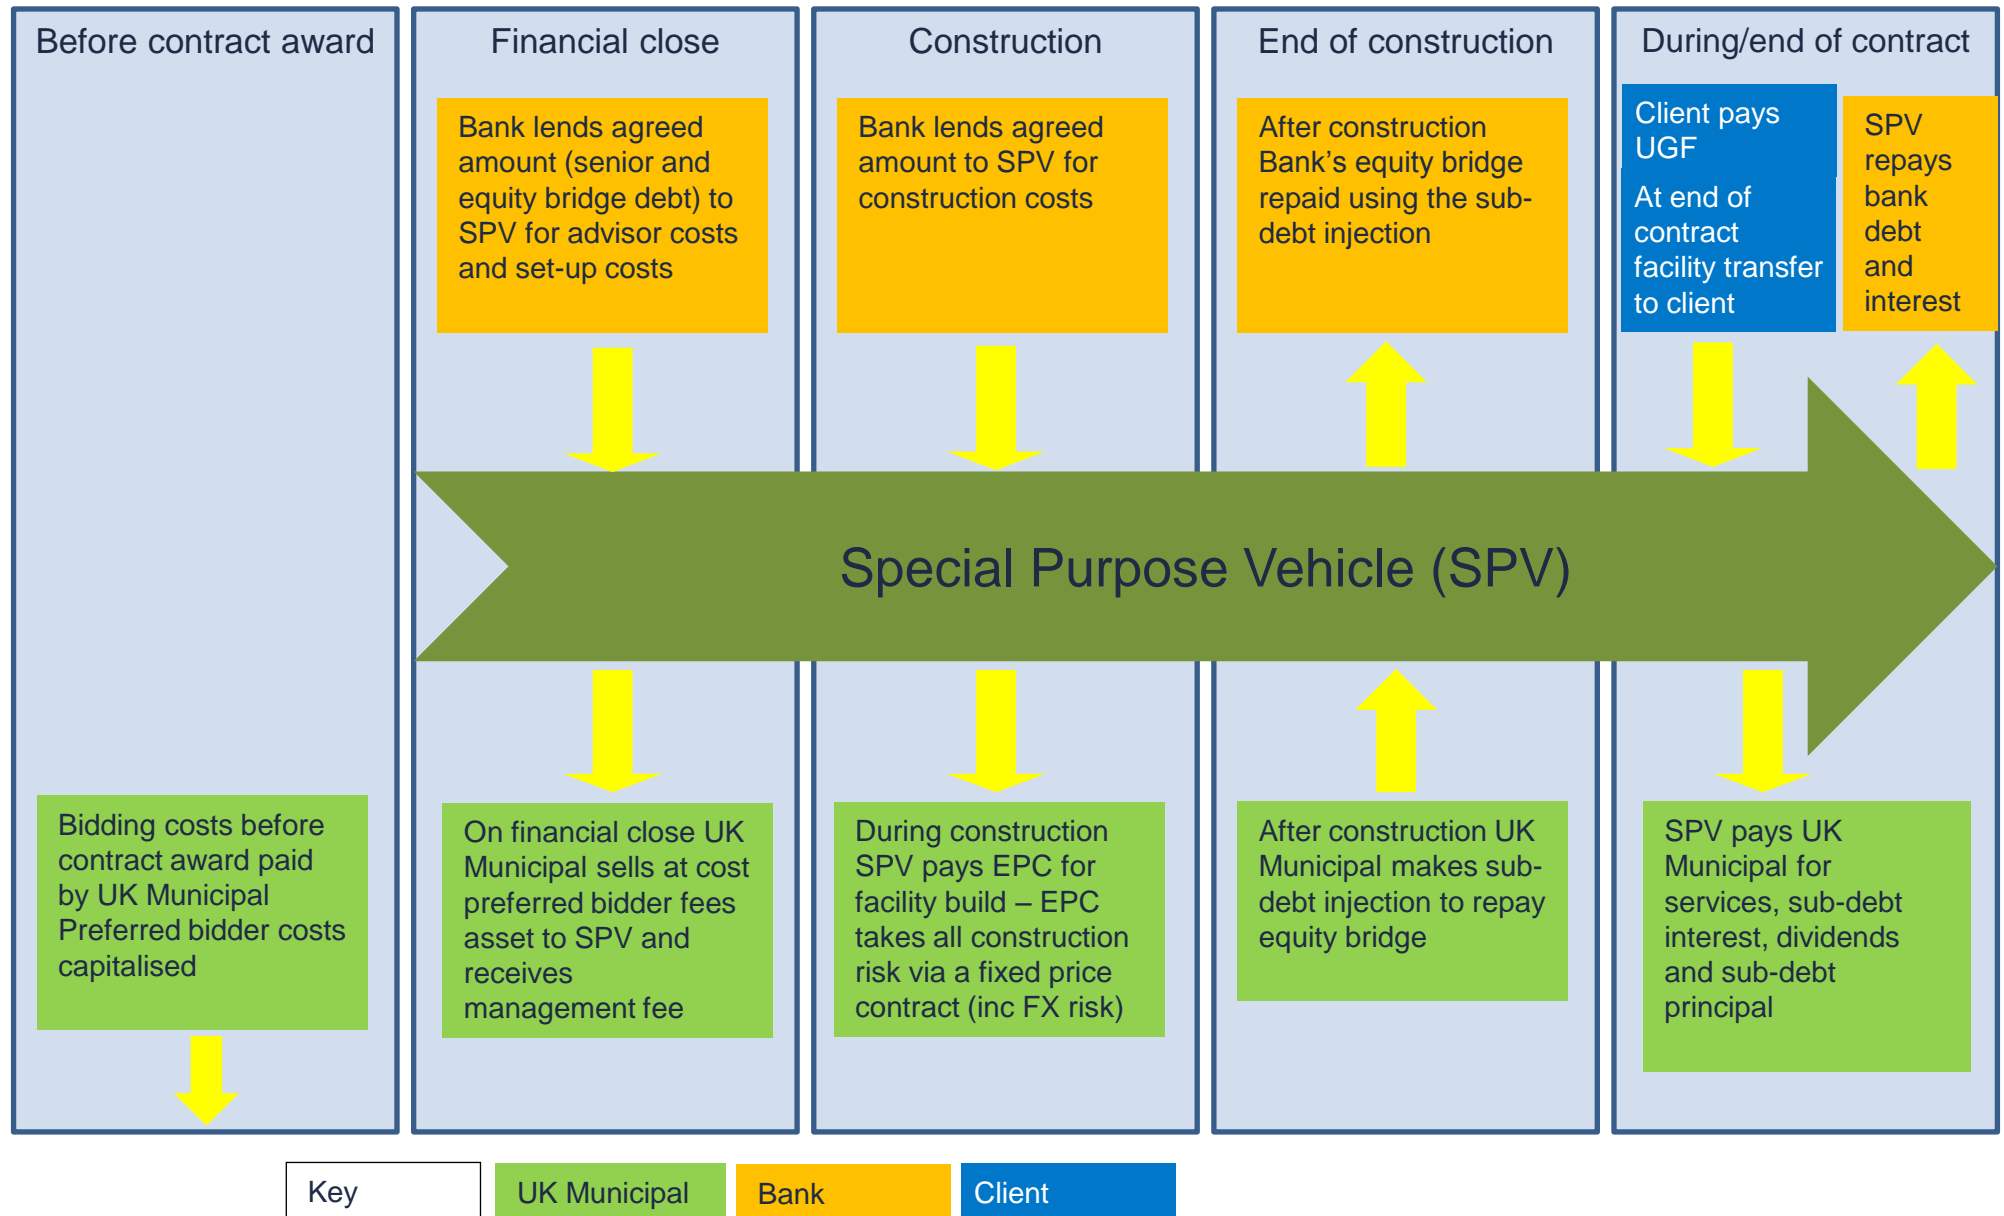 Before contract award
Financial close
Construction
End of construction
During/end of contract
Bank lends agreed
amount (senior and
equity bridge debt) to
SPV for advisor costs
and set-up costs
Bank lends agreed
amount to SPV for
construction costs
After construction
Bank's equity bridge
repaid using the sub-
debt injection
Client pays
UGF
At end of
contract
facility transfer
to client
SPV
repays
bank
debt
and
interest
Special Purpose Vehicle (SPV)
Bidding costs before
contract award paid
by UK Municipal
Preferred bidder costs
capitalised
On financial close UK
Municipal sells at cost
preferred bidder fees
asset to SPV and
receives
management fee
During construction
SPV pays EPC for
facility build – EPC
takes all construction
risk via a fixed price
contract (inc FX risk)
After construction UK
Municipal makes sub-
debt injection to repay
equity bridge
SPV pays UK
Municipal for
services, sub-debt
interest, dividends
and sub-debt
principal
Key
UK Municipal
Bank
Client